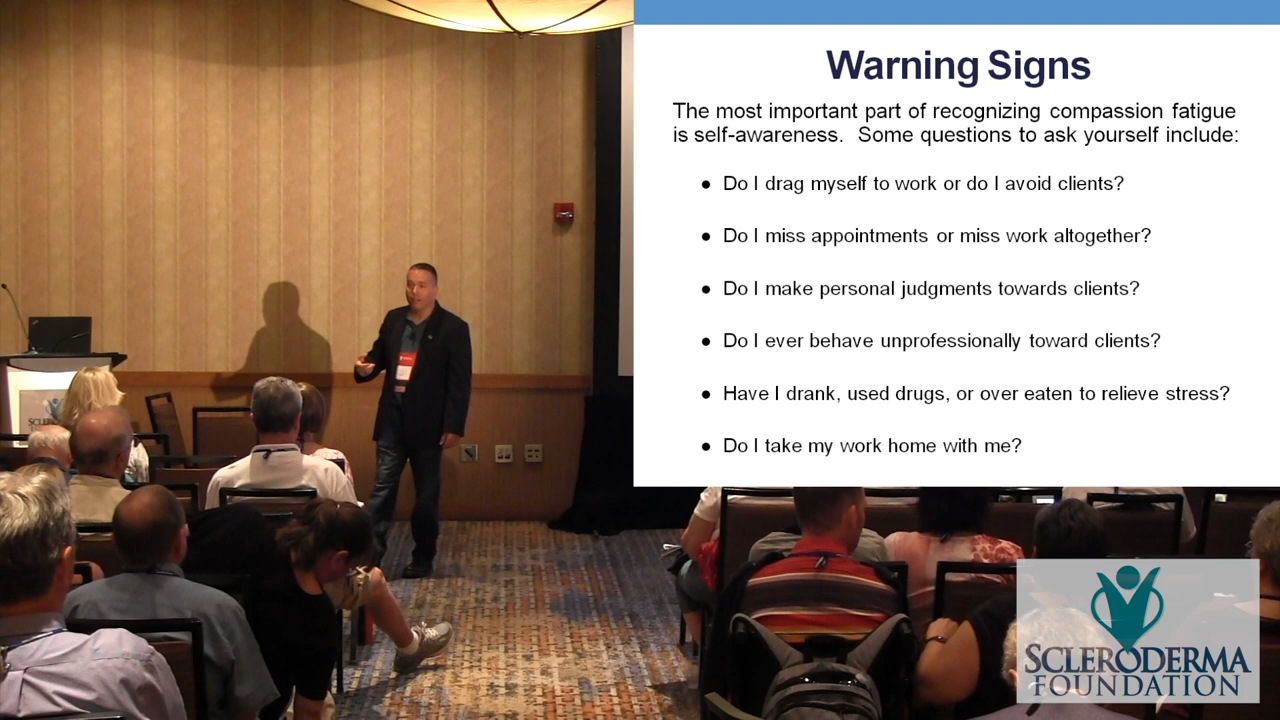 Warning Signs
The most important part of recognizing compassion fatigue
is self-awareness. Some questions to ask yourself include:
● Do I drag myself to work or do I avoid clients?
● Do I miss appointments or miss work altogether?
● Do I make personal judgments towards clients?
● Do I ever behave unprofessionally toward clients?
● Have I drank, used drugs, or over eaten to relieve stress?
● Do I take my work home with me?
SCLERODERMA
FOUNDATION